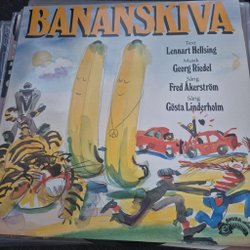 BANANSKIVA
Text
Lennart Hellsing
Musik
Georg Riedel
Sång
Fred Åkerström
Sång
Gösta Linderholm